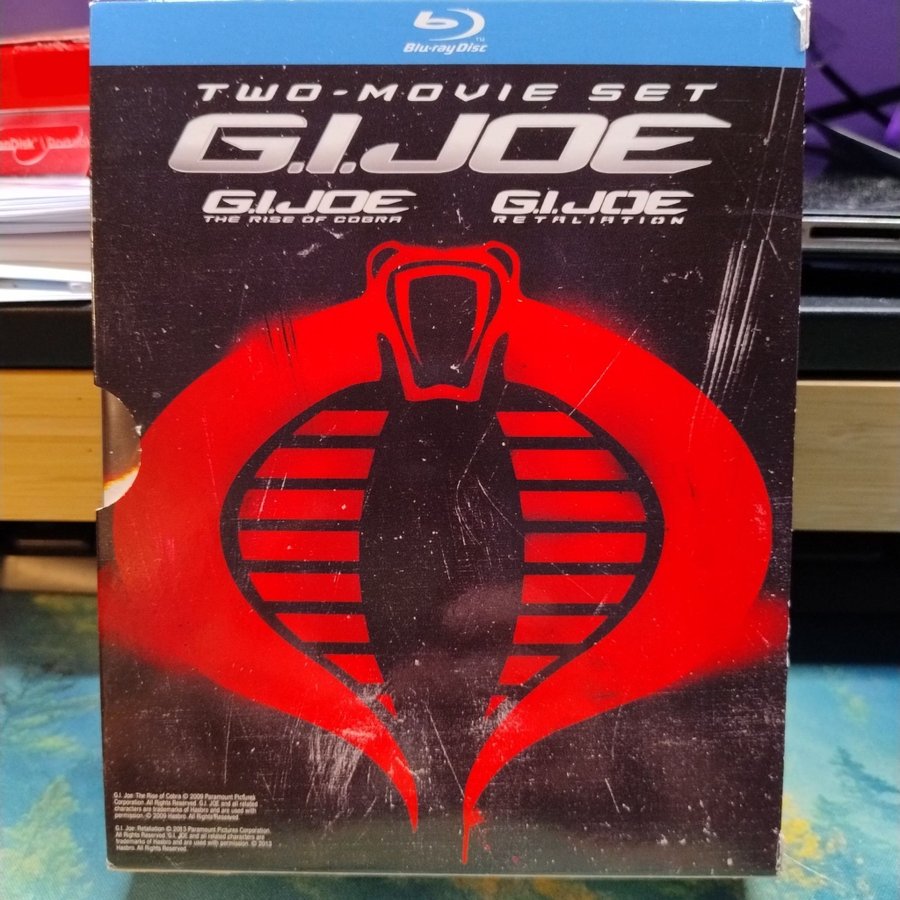 Blu-ray Disc
TM
TWO-MOVIE SET
G.I.JOE
G.I.JOE
THE RISE OF COBRA
G.I.JOE
RETALIATION
G.I. Joe: The Rise of Cobra © 2009 Paramount Pictures
Corporation. All Rights Reserved. G.I. JOE and all related
characters are trademarks of Hasbro and are used with
permission. © 2009 Hasbro. All Rights Reserved.
G.I. Joe: Retaliation © 2013 Paramount Pictures Corporation.
All Rights Reserved. G.I. JOE and all related characters are
trademarks of Hasbro and are used with permission. © 2013
Hasbro. All Rights Reserved.